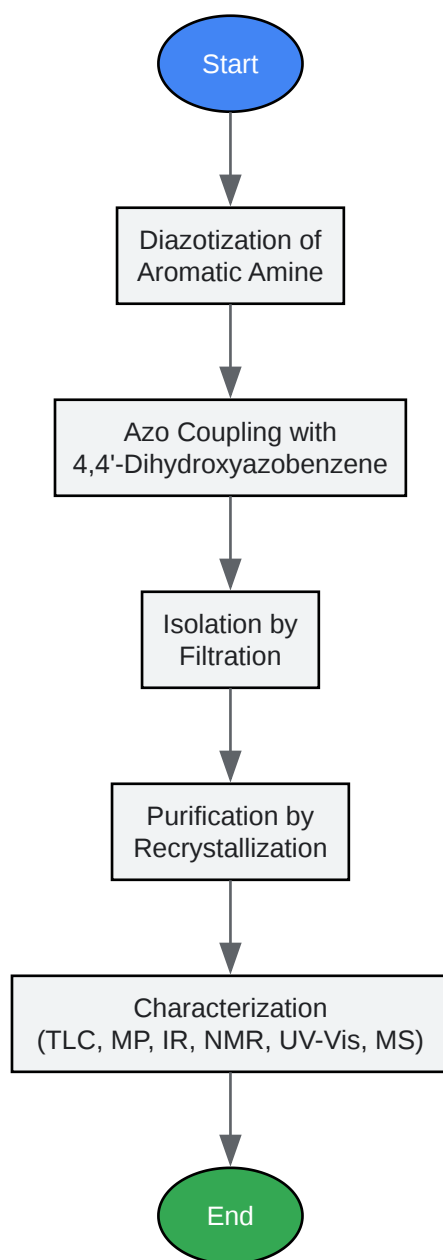 Start
Diazotization of
Aromatic Amine
Azo Coupling with
4,4'-Dihydroxyazobenzene
Isolation by
Filtration
Purification by
Recrystallization
Characterization
(TLC, MP, IR, NMR, UV-Vis, MS)
End